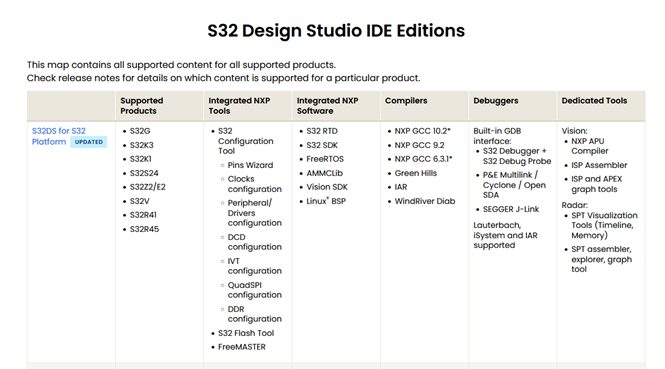 S32 Design Studio IDE Editions
This map contains all supported content for all supported products.
Check release notes for details on which content is supported for a particular product.
Supported
Products
Integrated NXP
Tools
Integrated NXP
Software
Compilers
Debuggers
Dedicated Tools
S32DS for S32
Platform UPDATED
• S32G
• S32K3
• S32K1
• S32S24
• S32Z2/E2
• S32V
• S32R41
• S32R45
• S32
Configuration
Tool
○ Pins Wizard
○ Clocks
configuration
○ Peripheral/
Drivers
configuration
○ DCD
configuration
○ IVT
configuration
○ QuadSPI
configuration
○ DDR
configuration
• S32 Flash Tool
• FreeMASTER
• S32 RTD
• S32 SDK
• FreeRTOS
• AMMCLib
• Vision SDK
• Linux® BSP
• NXP GCC 10.2*
• NXP GCC 9.2
• NXP GCC 6.3.1*
• Green Hills
• IAR
• WindRiver Diab
Built-in GDB
interface:
• S32 Debugger +
S32 Debug Probe
• P&E Multilink /
Cyclone / Open
SDA
• SEGGER J-Link
Lauterbach,
iSystem and IAR
supported
Vision:
• NXP APU
Compiler
• ISP Assembler
• ISP and APEX
graph tools
Radar:
• SPT Visualization
Tools (Timeline,
Memory)
• SPT assembler,
explorer, graph
tool